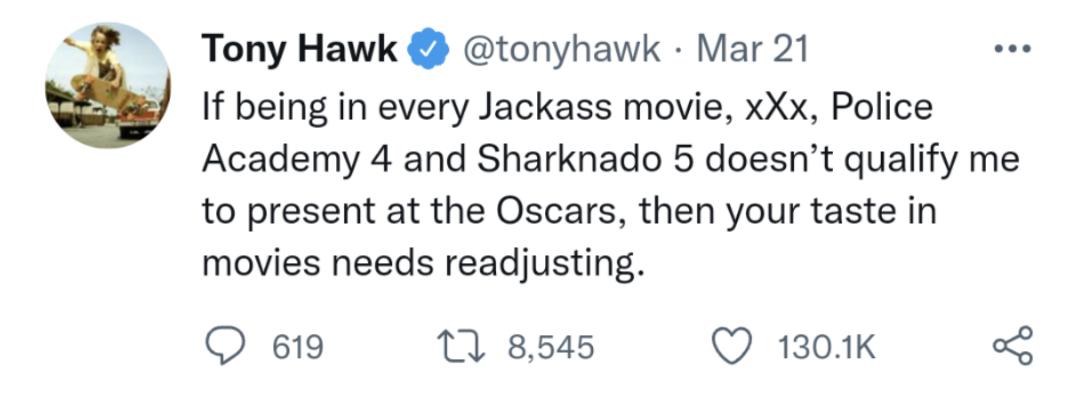 Tony Hawk @tonyhawk · Mar 21
If being in every Jackass movie, xXx, Police
Academy 4 and Sharknado 5 doesn’t qualify me
to present at the Oscars, then your taste in
movies needs readjusting.
619 8,545 130.1K